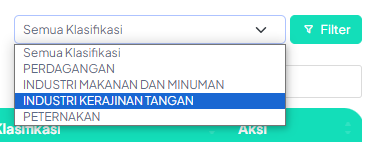 Semua Klasifikasi
Filter
Semua Klasifikasi
PERDAGANGAN
INDUSTRI MAKANAN DAN MINUMAN
INDUSTRI KERAJINAN TANGAN
PETERNAKAN
Klasifikasi
Aksi